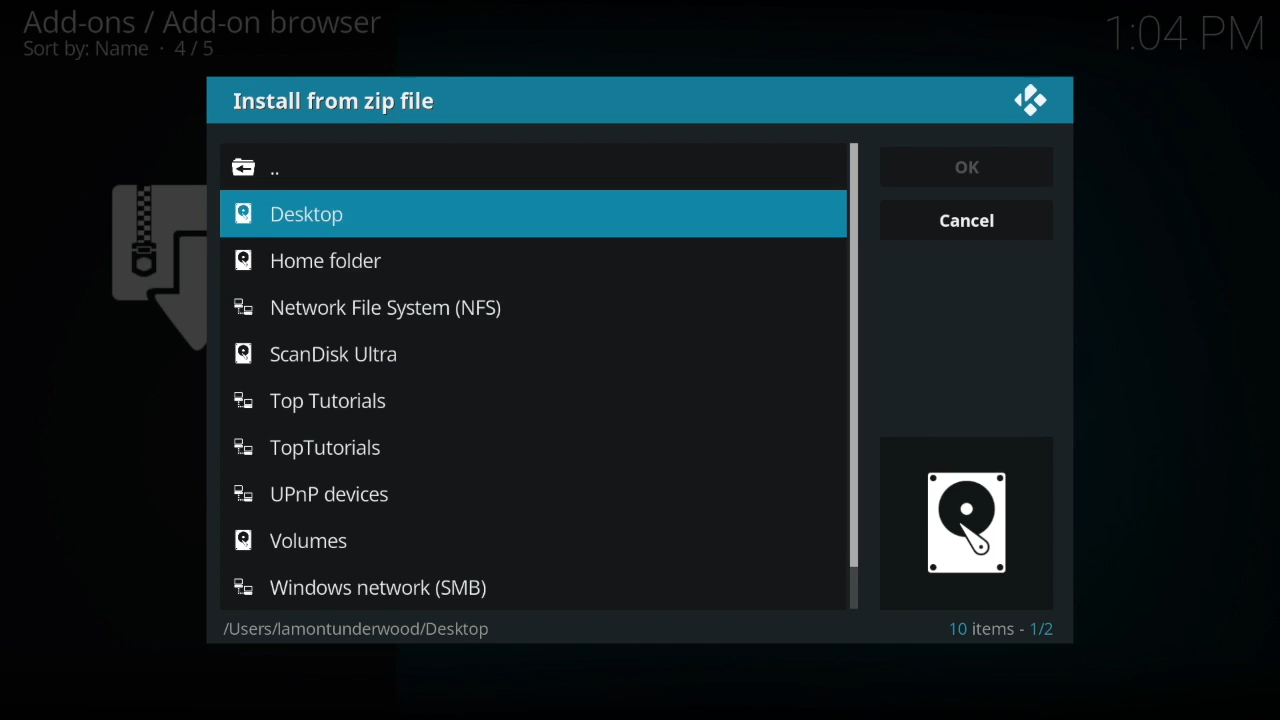 Add-ons / Add-on browser
Sort by: Name · 4 / 5
1:04 PM
Install from zip file
..
Desktop
Home folder
Network File System (NFS)
ScanDisk Ultra
Top Tutorials
TopTutorials
UPnP devices
Volumes
Windows network (SMB)
OK
Cancel
/Users/lamontunderwood/Desktop
10 items - 1/2